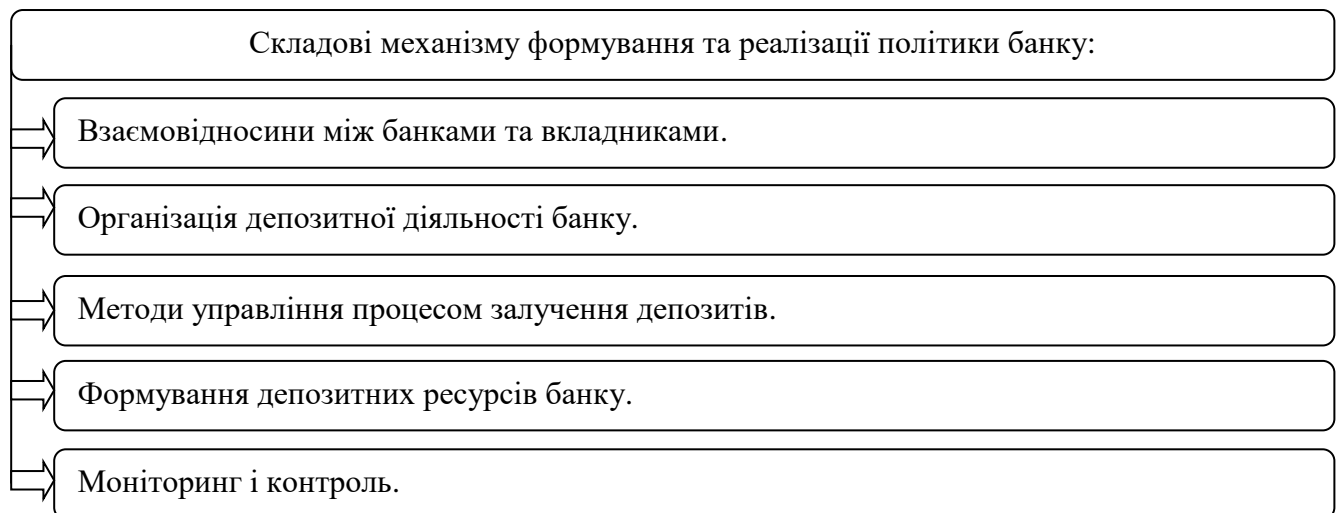 Складові механізму формування та реалізації політики банку:
Взаємовідносини між банками та вкладниками.
Організація депозитної діяльності банку.
Методи управління процесом залучення депозитів.
Формування депозитних ресурсів банку.
Моніторинг і контроль.